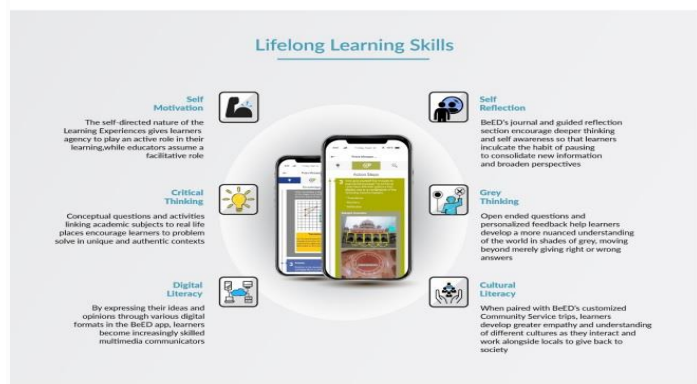 Lifelong Learning Skills
Self
Motivation
The self-directed nature of the
Learning Experiences gives learners
agency to play an active role in their
learning,while educators assume a
facilitative role
Critical
Thinking
Conceptual questions and activities
linking academic subjects to real life
places encourage learners to problem
solve in unique and authentic contexts
Digital
Literacy
By expressing their ideas and
opinions through various digital
formats in the BeED app, learners
become increasingly skilled
multimedia communicators
Self
Reflection
BeED's journal and guided reflection
section encourage deeper thinking
and self awareness so that learners
inculcate the habit of pausing
to consolidate new information
and broaden perspectives
Grey
Thinking
Open ended questions and
personalized feedback help learners
develop a more nuanced understanding
of the world in shades of grey, moving
beyond merely giving right or wrong
answers
Cultural
Literacy
When paired with BeED's customized
Community Service trips, learners
develop greater empathy and understanding
of different cultures as they interact and
work alongside locals to give back to
society